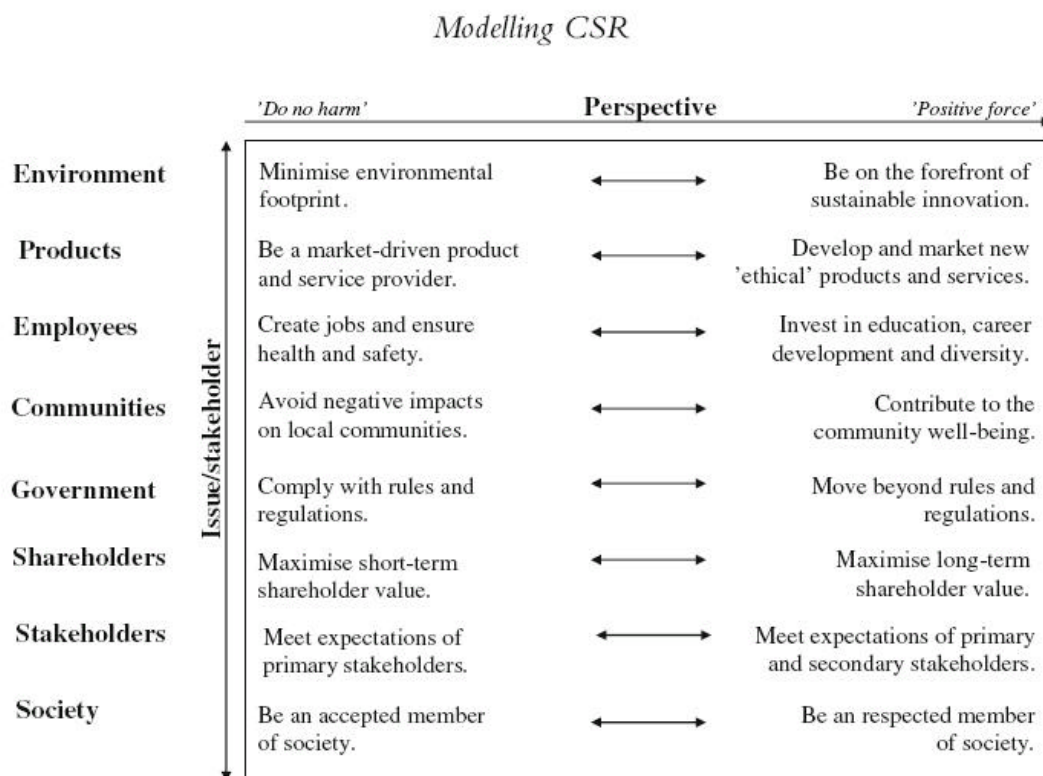 Modelling CSR
'Do no harm' Perspective 'Positive force'
Issue/stakeholder
Environment
Minimise environmental
footprint.
Be on the forefront of
sustainable innovation.
Products
Be a market-driven product
and service provider.
Develop and market new
'ethical' products and services.
Employees
Create jobs and ensure
health and safety.
Invest in education, career
development and diversity.
Communities
Avoid negative impacts
on local communities.
Contribute to the
community well-being.
Government
Comply with rules and
regulations.
Move beyond rules and
regulations.
Shareholders
Maximise short-term
shareholder value.
Maximise long-term
shareholder value.
Stakeholders
Meet expectations of
primary stakeholders.
Meet expectations of primary
and secondary stakeholders.
Society
Be an accepted member
of society.
Be an respected member
of society.